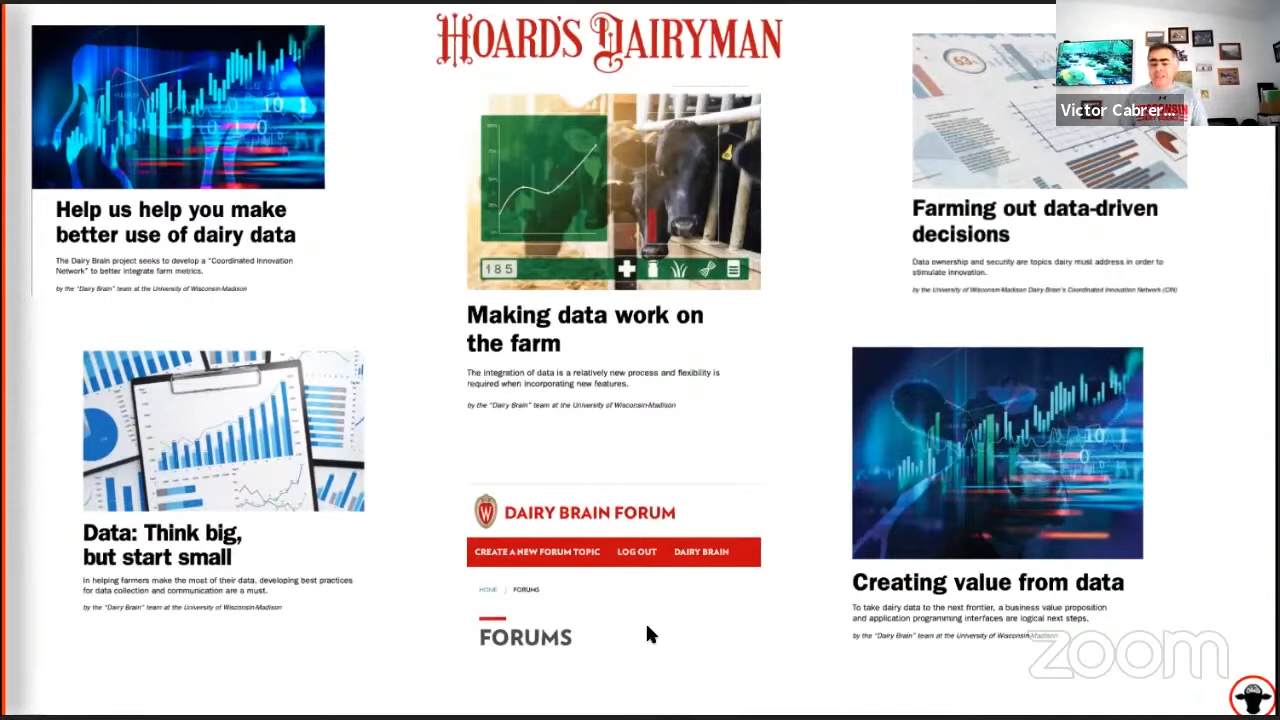 HOARD'S DAIRYMAN
Victor Cabrer...
Help us help you make
better use of dairy data
The Dairy Brain project seeks to develop a "Coordinated Innovation
Network" to better integrate farm metrics.
by the "Dairy Brain" team at the University of Wisconsin-Madison
185
Making data work on
the farm
The integration of data is a relatively new process and flexibility is
required when incorporating new features.
by the "Dairy Brain" team at the University of Wisconsin-Madison
Farming out data-driven
decisions
Data ownership and security are topics dairy must address in order to
stimulate innovation.
by the University of Wisconsin-Madison Dairy Brain's Coordinated Innovation Network (CIN)
Data: Think big,
but start small
In helping farmers make the most of their data, developing best practices
for data collection and communication are a must.
by the "Dairy Brain" team at the University of Wisconsin-Madison
DAIRY BRAIN FORUM
CREATE A NEW FORUM TOPIC LOG OUT DAIRY BRAIN
HOME | FORUMS
FORUMS
Creating value from data
To take dairy data to the next frontier, a business value proposition
and application programming interfaces are logical next steps.
by the "Dairy Brain" team at the University of Wisconsin-Madison
zoom